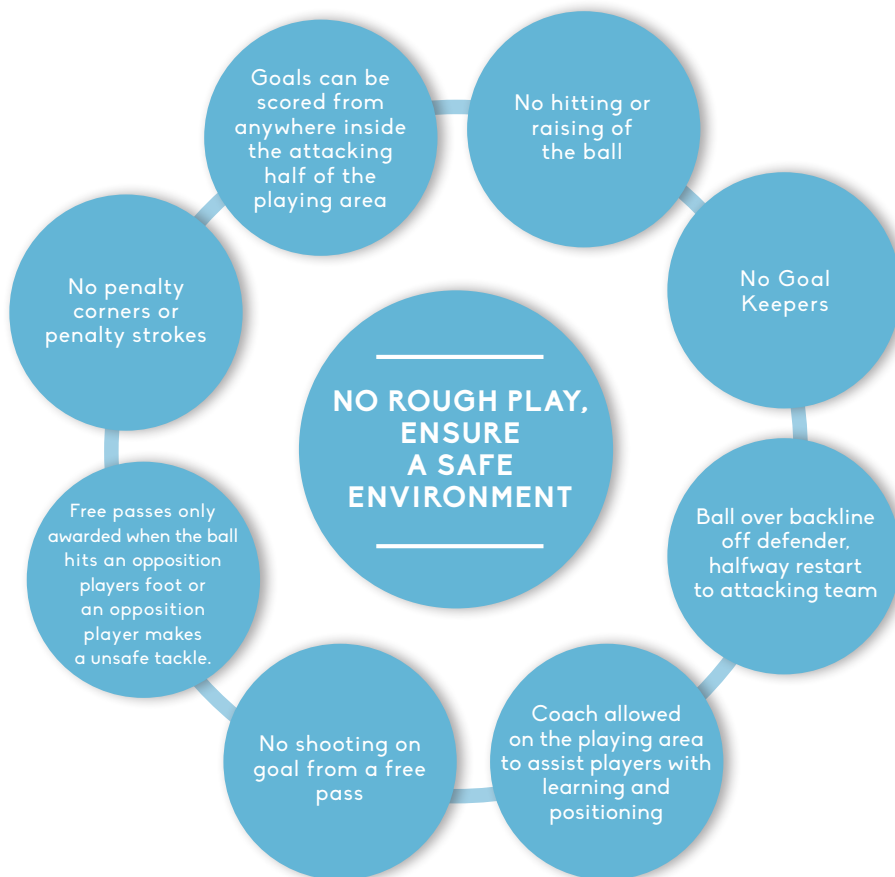 Goals can be
scored from
anywhere inside
the attacking
half of the
playing area
No hitting or
raising of
the ball
No Goal
Keepers
No penalty
corners or
penalty strokes
NO ROUGH PLAY,
ENSURE
A SAFE
ENVIRONMENT
Free passes only
awarded when the ball
hits an opposition
players foot or
an opposition
player makes
a unsafe tackle.
Ball over backline
off defender,
halfway restart
to attacking team
No shooting on
goal from a free
pass
Coach allowed
on the playing area
to assist players with
learning and
positioning